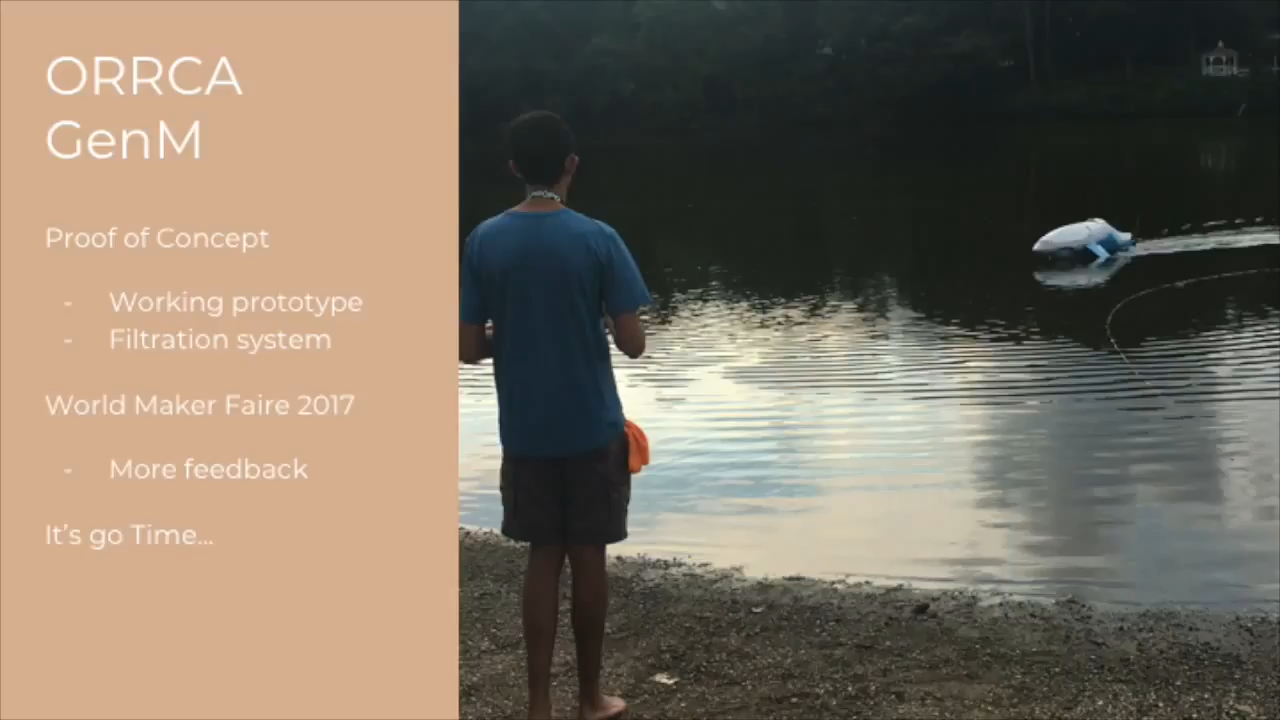 ORRCA
GenM
Proof of Concept
- Working prototype
- Filtration system
World Maker Faire 2017
- More feedback
It's go Time...